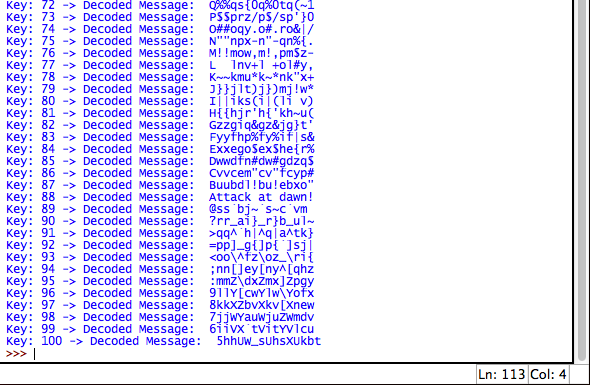 Key: 72 -> Decoded Message:  Q%%qs{0q%0tq(~1
Key: 73 -> Decoded Message:  P$$prz/p$/sp'}0
Key: 74 -> Decoded Message:  O##oqy.o#.ro&|/
Key: 75 -> Decoded Message:  N""npx-n"-qn%{.
Key: 76 -> Decoded Message:  M!!mow,m!,pm$z-
Key: 77 -> Decoded Message:  L  lnv+l +ol#y,
Key: 78 -> Decoded Message:  K~~kmu*k~*nk"x+
Key: 79 -> Decoded Message:  J}}jlt)j})mj!w*
Key: 80 -> Decoded Message:  I||iks(i|(li v)
Key: 81 -> Decoded Message:  H{{hjr'h{'kh~u(
Key: 82 -> Decoded Message:  Gzzgiq&gz&jg}t'
Key: 83 -> Decoded Message:  Fyyfhp%fy%if|s&
Key: 84 -> Decoded Message:  Exxego$ex$he{r%
Key: 85 -> Decoded Message:  Dwwdfn#dw#gdzq$
Key: 86 -> Decoded Message:  Cvvcem"cv"fcyp#
Key: 87 -> Decoded Message:  Buubdl!bu!ebxo"
Key: 88 -> Decoded Message:  Attack at dawn!
Key: 89 -> Decoded Message:  @ss`bj~`s~c`vm
Key: 90 -> Decoded Message:  ?rr_ai}_r}b_ul~
Key: 91 -> Decoded Message:  >qq^`h|^q|a^tk}
Key: 92 -> Decoded Message:  =pp]_g{]p{`]sj|
Key: 93 -> Decoded Message:  <oo\^fz\oz_\ri{
Key: 94 -> Decoded Message:  ;nn[]ey[ny^[qhz
Key: 95 -> Decoded Message:  :mmZ\dxZmx]Zpgy
Key: 96 -> Decoded Message:  9llY[cwYlw\Yofx
Key: 97 -> Decoded Message:  8kkXZbvXkv[Xnew
Key: 98 -> Decoded Message:  7jjWYauWjuZWmdv
Key: 99 -> Decoded Message:  6iiVX`tVitYVlcu
Key: 100 -> Decoded Message:  5hhUW_sUhsXUkbt
>>>
Ln: 113 Col: 4